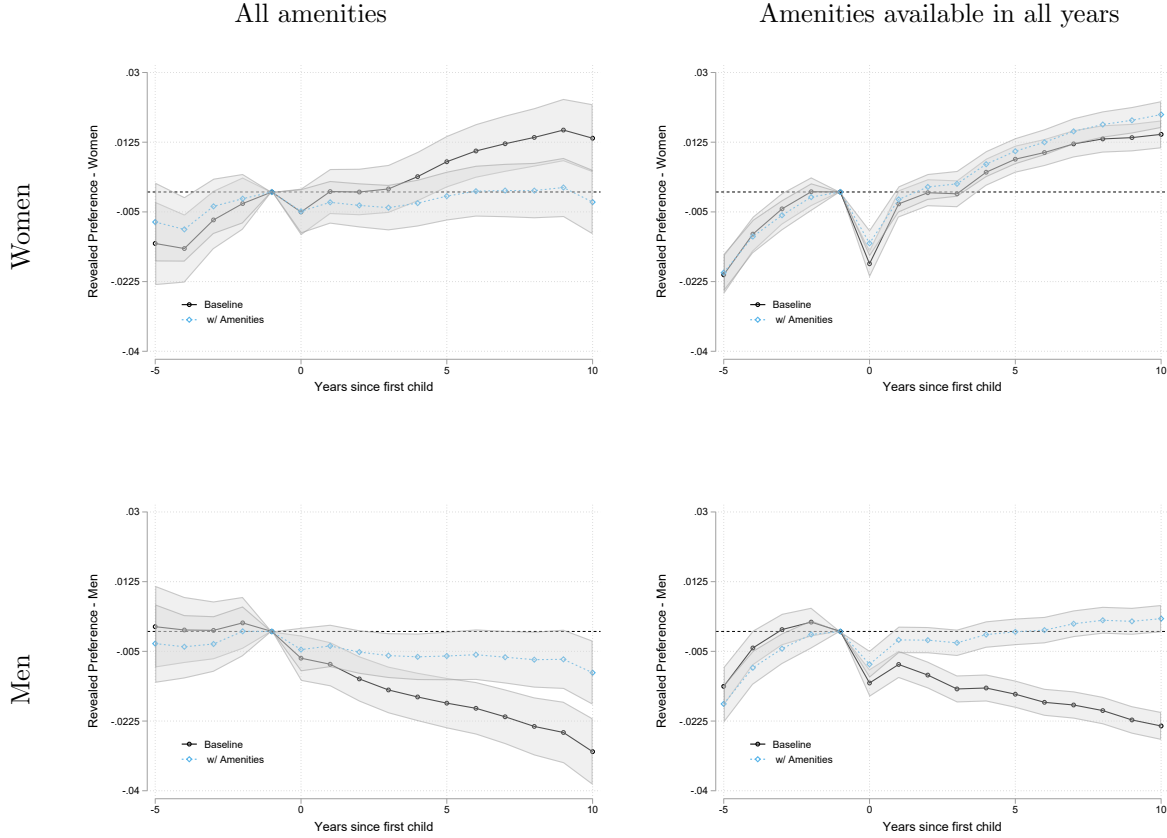 All amenities
Amenities available in all years
Women
Revealed Preference - Women
.03
.0125
-.005
-.0225
-.04
Baseline
w/ Amenities
-5 0 5 10
Years since first child
Revealed Preference - Women
.03
.0125
-.005
-.0225
-.04
Baseline
w/ Amenities
-5 0 5 10
Years since first child
Men
Revealed Preference - Men
.03
.0125
-.005
-.0225
-.04
Baseline
w/ Amenities
-5 0 5 10
Years since first child
Revealed Preference - Men
.03
.0125
-.005
-.0225
-.04
Baseline
w/ Amenities
-5 0 5 10
Years since first child